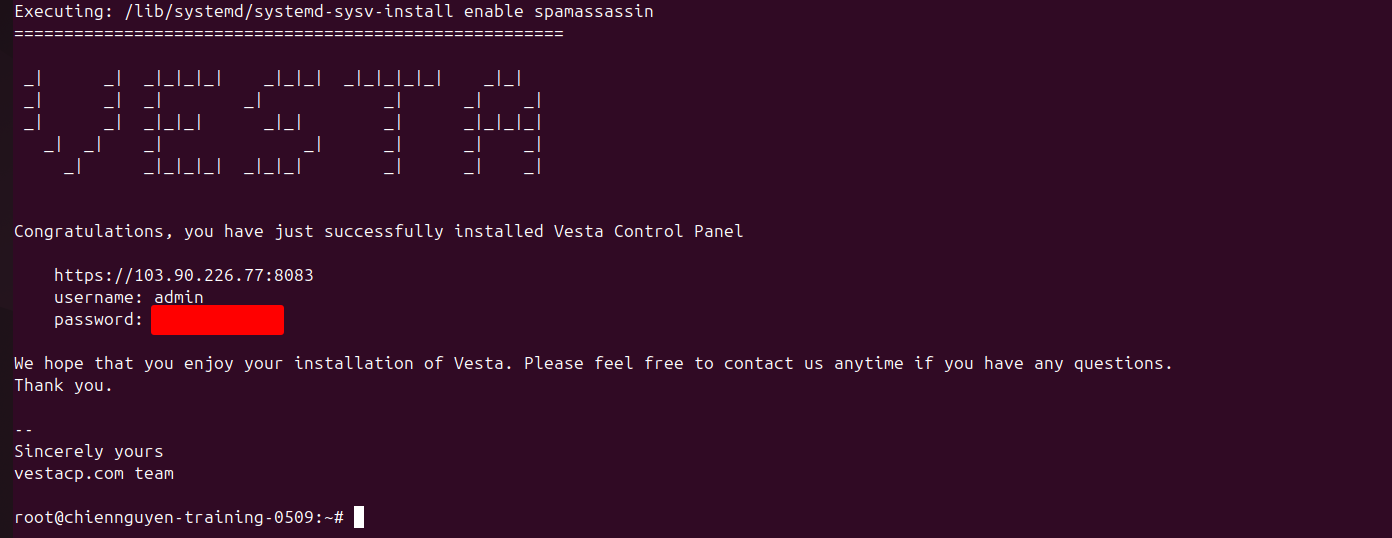 Executing: /lib/systemd/systemd-sysv-install enable spamassassin
=======================================================
VESTA
Congratulations, you have just successfully installed Vesta Control Panel
https://103.90.226.77:8083
username: admin
password:
We hope that you enjoy your installation of Vesta. Please feel free to contact us anytime if you have any questions.
Thank you.
--
Sincerely yours
vestacp.com team
root@chiennguyen-training-0509:~#